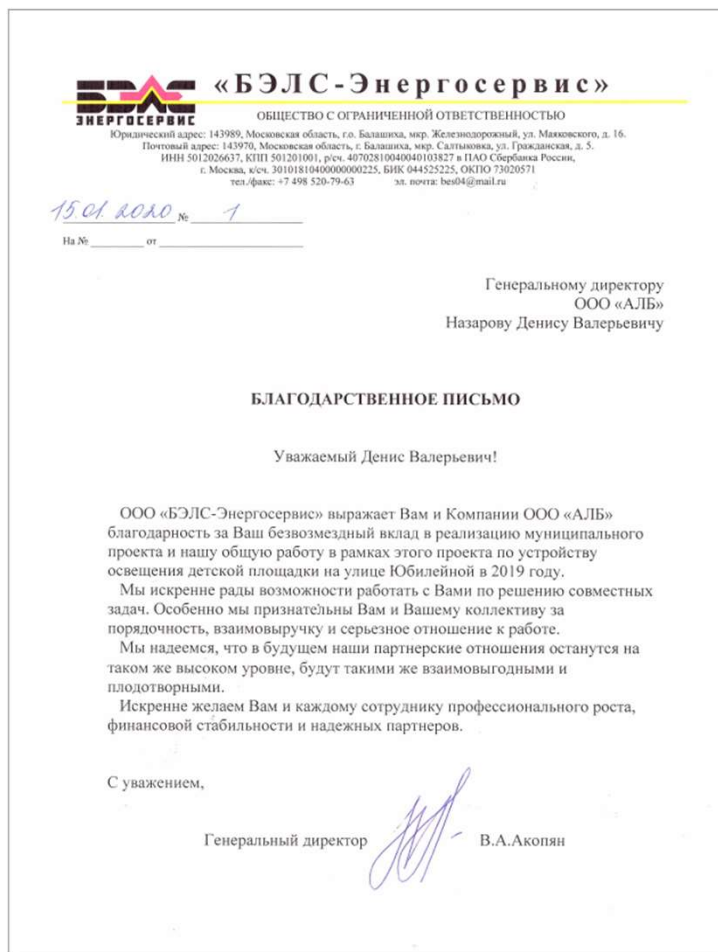 БЭЛС
ЭНЕРГОСЕРВИС
«БЭЛС-Энергосервис»
ОБЩЕСТВО С ОГРАНИЧЕННОЙ ОТВЕТСТВЕННОСТЬЮ
Юридический адрес: 143989, Московская область, г.о. Балашиха, мкр. Железнодорожный, ул. Маяковского, д. 16.
Почтовый адрес: 143970, Московская область, г. Балашиха, мкр. Салтыковка, ул. Гражданская, д. 5.
ИНН 5012026637, КПП 501201001, р/сч. 40702810040040103827 в ПАО Сбербанка России,
г. Москва, к/сч. 30101810400000000225, БИК 044525225, ОКПО 73020571
тел./факс: +7 498 520-79-63 эл. почта: bes04@mail.ru
15.01.2020 № 1
На № __________ от __________________________
Генеральному директору
ООО «АЛБ»
Назарову Денису Валерьевичу
БЛАГОДАРСТВЕННОЕ ПИСЬМО
Уважаемый Денис Валерьевич!
ООО «БЭЛС-Энергосервис» выражает Вам и Компании ООО «АЛБ»
благодарность за Ваш безвозмездный вклад в реализацию муниципального
проекта и нашу общую работу в рамках этого проекта по устройству
освещения детской площадки на улице Юбилейной в 2019 году.
Мы искренне рады возможности работать с Вами по решению совместных
задач. Особенно мы признательны Вам и Вашему коллективу за
порядочность, взаимовыручку и серьезное отношение к работе.
Мы надеемся, что в будущем наши партнерские отношения останутся на
таком же высоком уровне, будут такими же взаимовыгодными и
плодотворными.
Искренне желаем Вам и каждому сотруднику профессионального роста,
финансовой стабильности и надежных партнеров.
С уважением,
Генеральный директор В.А.Акопян